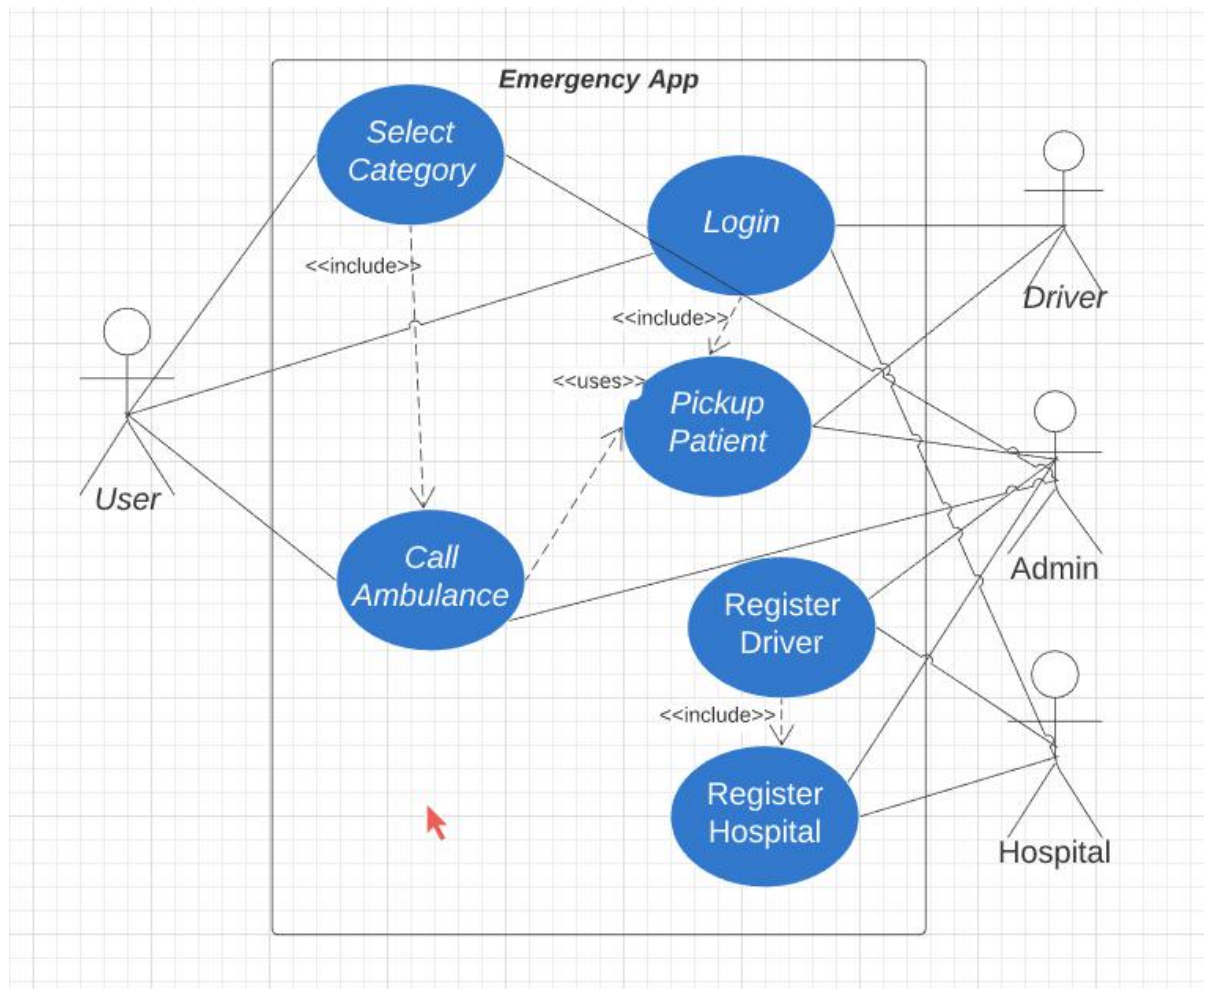 Emergency App
Select
Category
Login
<<include>>
Driver
<<include>>
<<uses>>
Pickup
Patient
User
Call
Ambulance
Admin
Register
Driver
<<include>>
Register
Hospital
Hospital